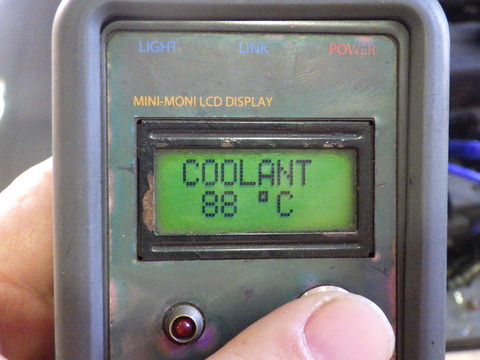 LIGHT LINK POWER
MINI-MONI LCD DISPLAY
COOLANT
88 °C